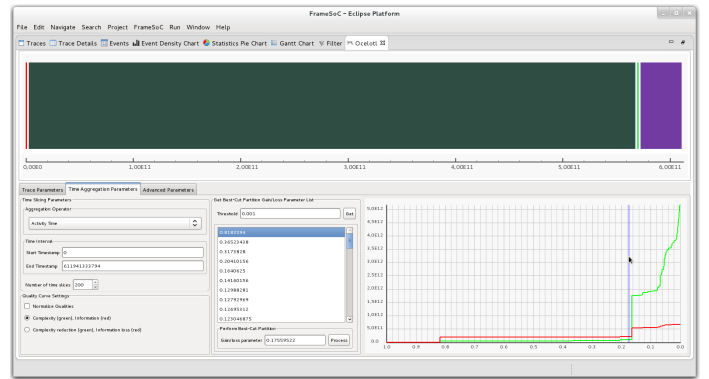 FrameSoC – Eclipse Platform
File Edit Navigate Search Project FrameSoC Run Window Help
Traces Trace Details Events Event Density Chart Statistics Pie Chart Gantt Chart Filter Ocelotl
0,00E0 1,00E11 2,00E11 3,00E11 4,00E11 5,00E11 6,00E11
Trace Parameters Time Aggregation Parameters Advanced Parameters
Time Slicing Parameters
Aggregation Operator
Activity Time
Time Interval
Start Timestamp 0
End Timestamp 611941333794
Number of time slices 200
Quality Curve Settings
Normalize Qualities
Complexity (green), Information (red)
Complexity reduction (green), Information loss (red)
Get Best-Cut Partition Gain/Loss Parameter List
Threshold 0.001 Get
0.36523438
0.3173828
0.20410156
0.1640625
0.14160156
0.12988281
0.12792969
0.12695312
0.123046875
Perform Best-Cut Partition
Gain/loss parameter 0.17559522 Process
5,0E12
4,5E12
4,0E12
3,5E12
3,0E12
2,5E12
2,0E12
1,5E12
1,0E12
5,0E11
0.0
1.0 0.9 0.8 0.7 0.6 0.5 0.4 0.3 0.2 0.1 0.0